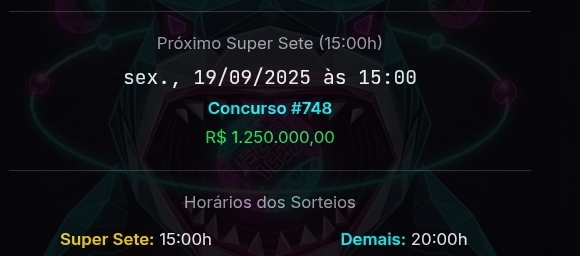 Próximo Super Sete (15:00h)
sex., 19/09/2025 às 15:00
Concurso #748
R$ 1.250.000,00
Horários dos Sorteios
Super Sete: 15:00h Demais: 20:00h